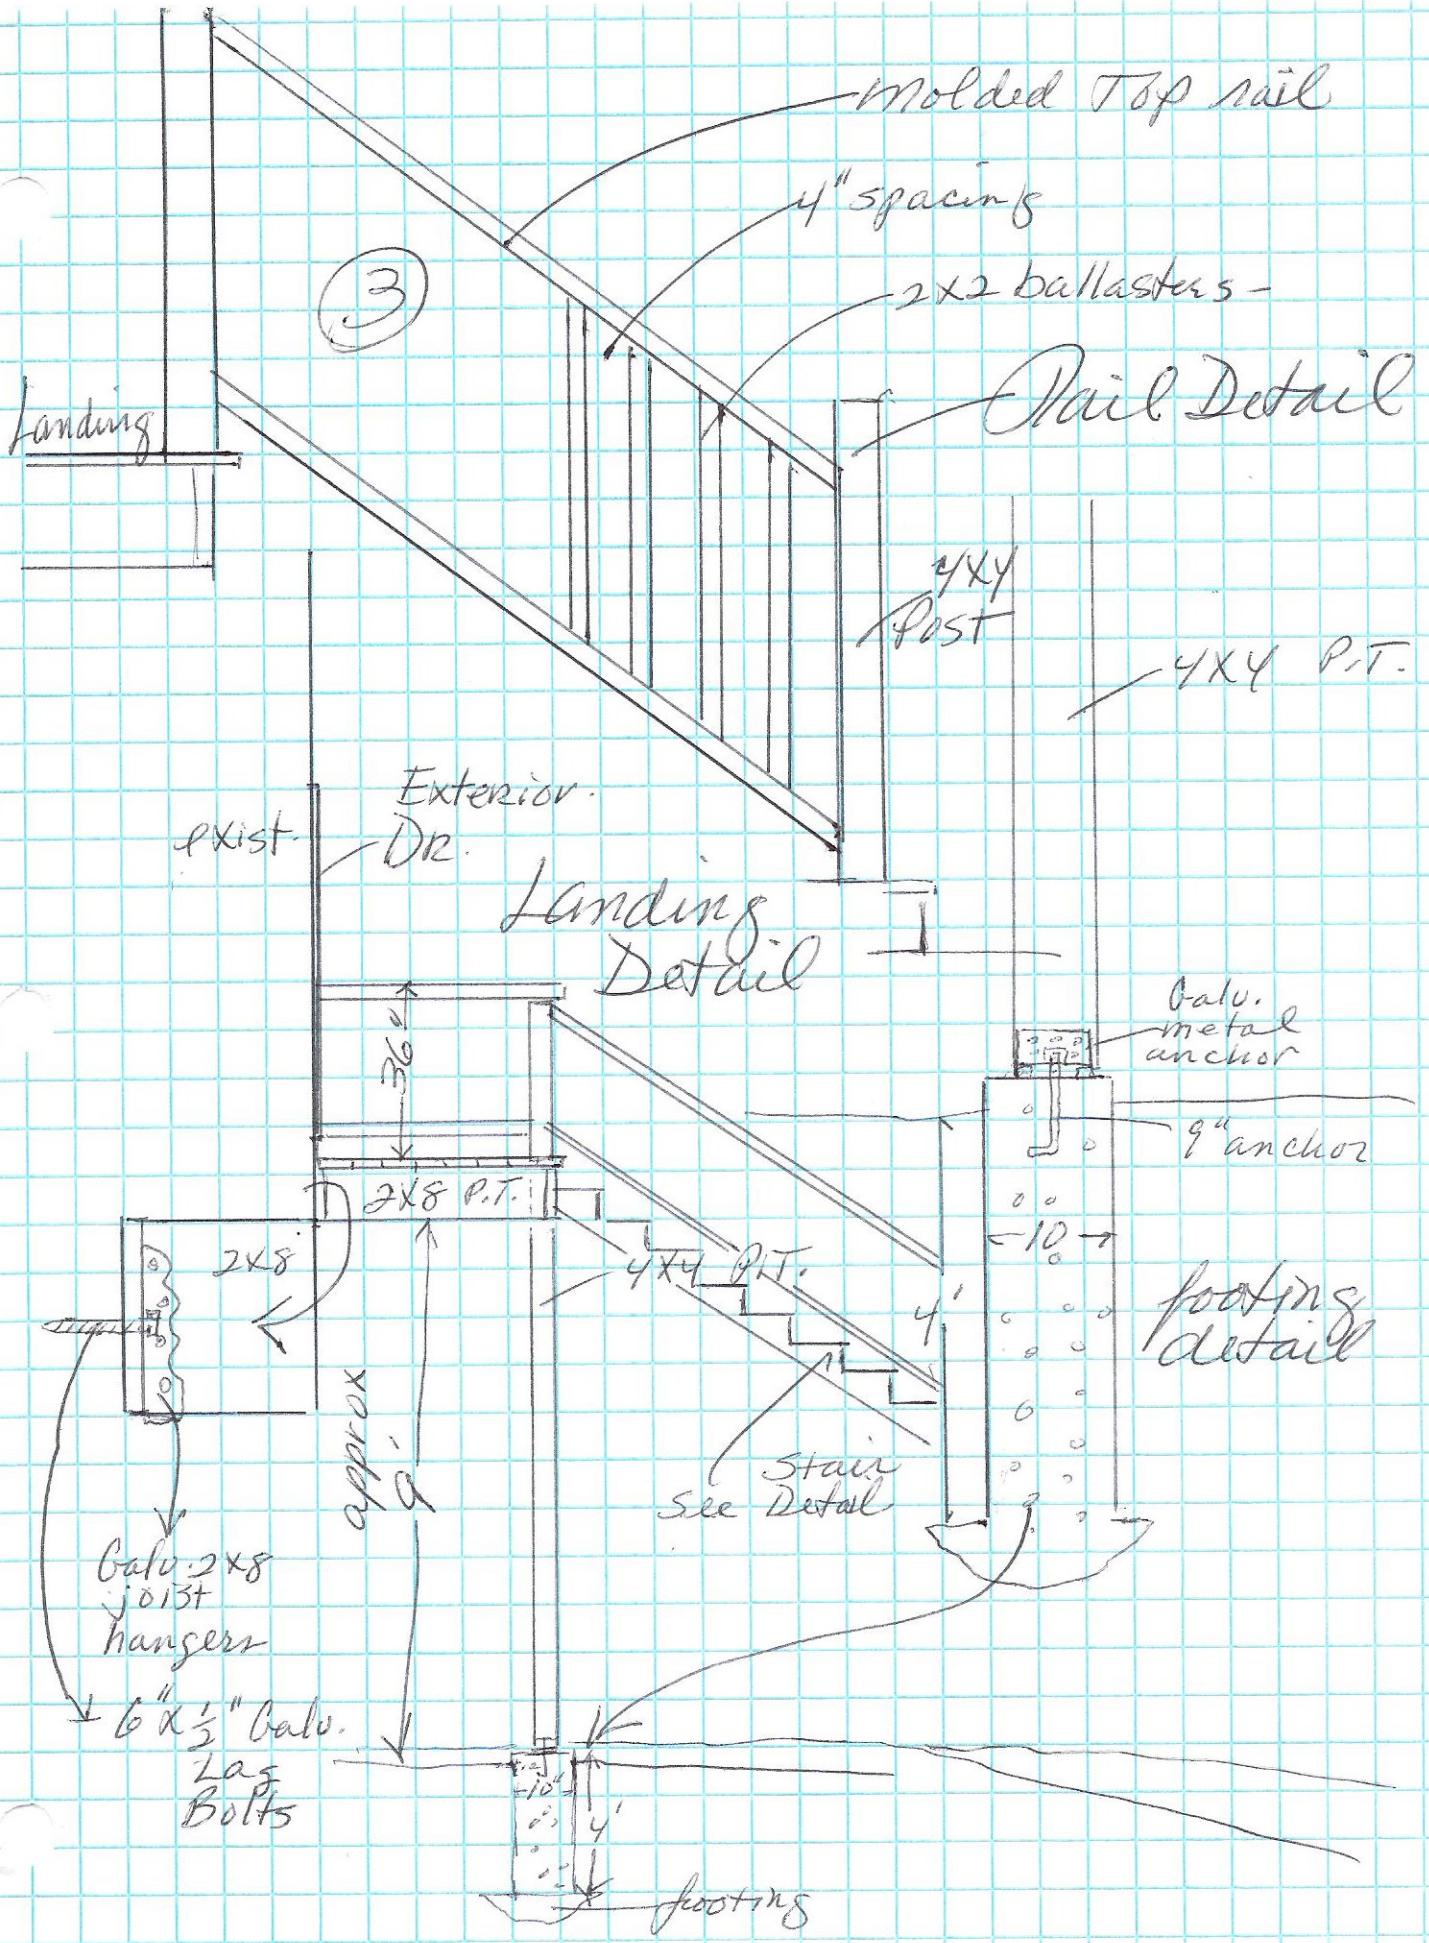 molded Top rail
4" spacing
3
2x2 ballasters -
Rail Detail
Landing
4x4
Post
4x4 P.T.
Exterior
Dr.
exist.
Landing
Detail
Galv.
metal
anchor
36"
9" anchor
2x8 P.T.
10
2x8
4x4 P.T.
4'
footing
detail
approx
9'
Stair
See Detail
Galv. 2x8
joist
hangers
6" x 1/2" Galv.
Lag
Bolts
10"
4'
footing